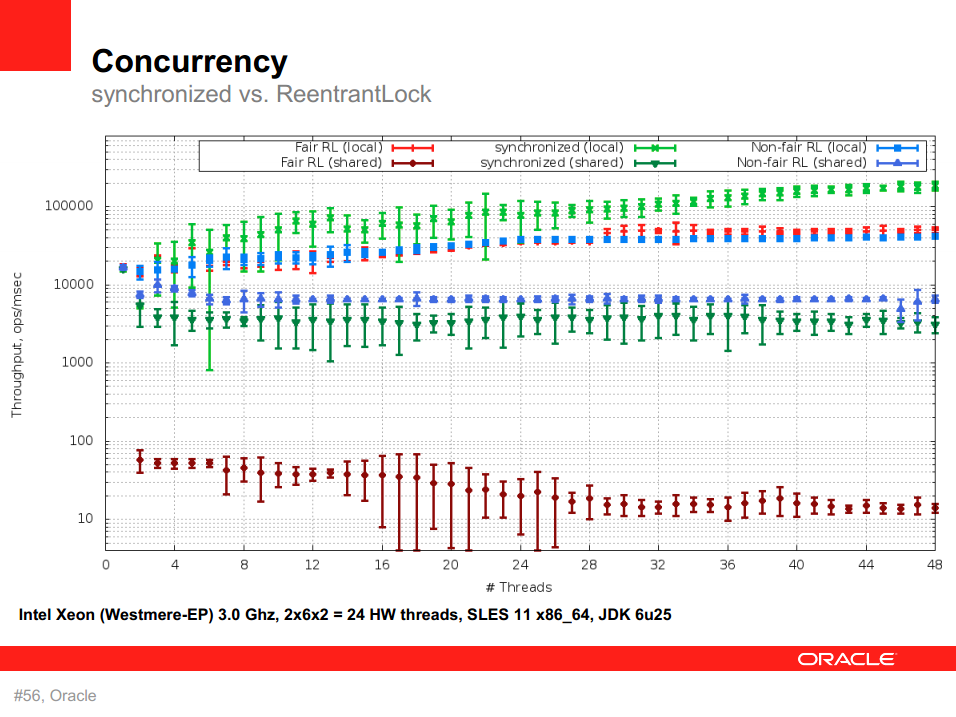 Concurrency
synchronized vs. ReentrantLock
Fair RL (local)
synchronized (local)
Non-fair RL (local)
Fair RL (shared)
synchronized (shared)
Non-fair RL (shared)
Throughput, ops/msec
100000
10000
1000
100
10
0 4 8 12 16 20 24 28 32 36 40 44 48
# Threads
Intel Xeon (Westmere-EP) 3.0 Ghz, 2x6x2 = 24 HW threads, SLES 11 x86_64, JDK 6u25
ORACLE
#56, Oracle